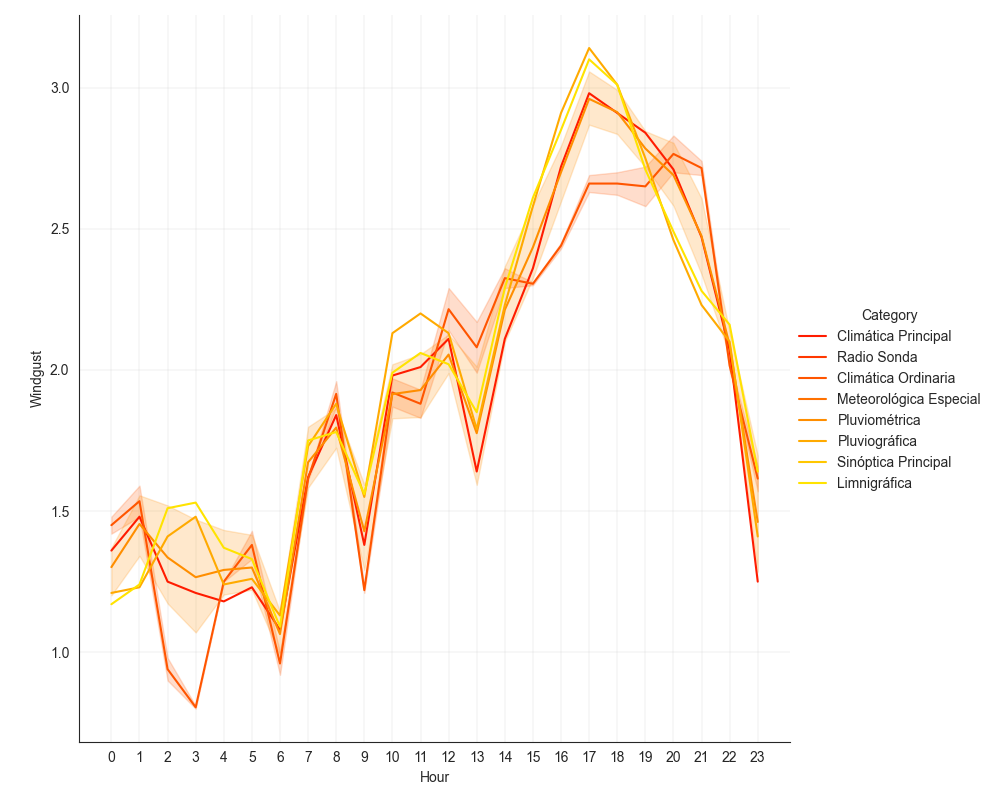 3.0
2.5
2.0
1.5
1.0
Windgust
0 1 2 3 4 5 6 7 8 9 10 11 12 13 14 15 16 17 18 19 20 21 22 23
Hour
Category
Climática Principal
Radio Sonda
Climática Ordinaria
Meteorológica Especial
Pluviométrica
Pluviográfica
Sinóptica Principal
Limnigráfica